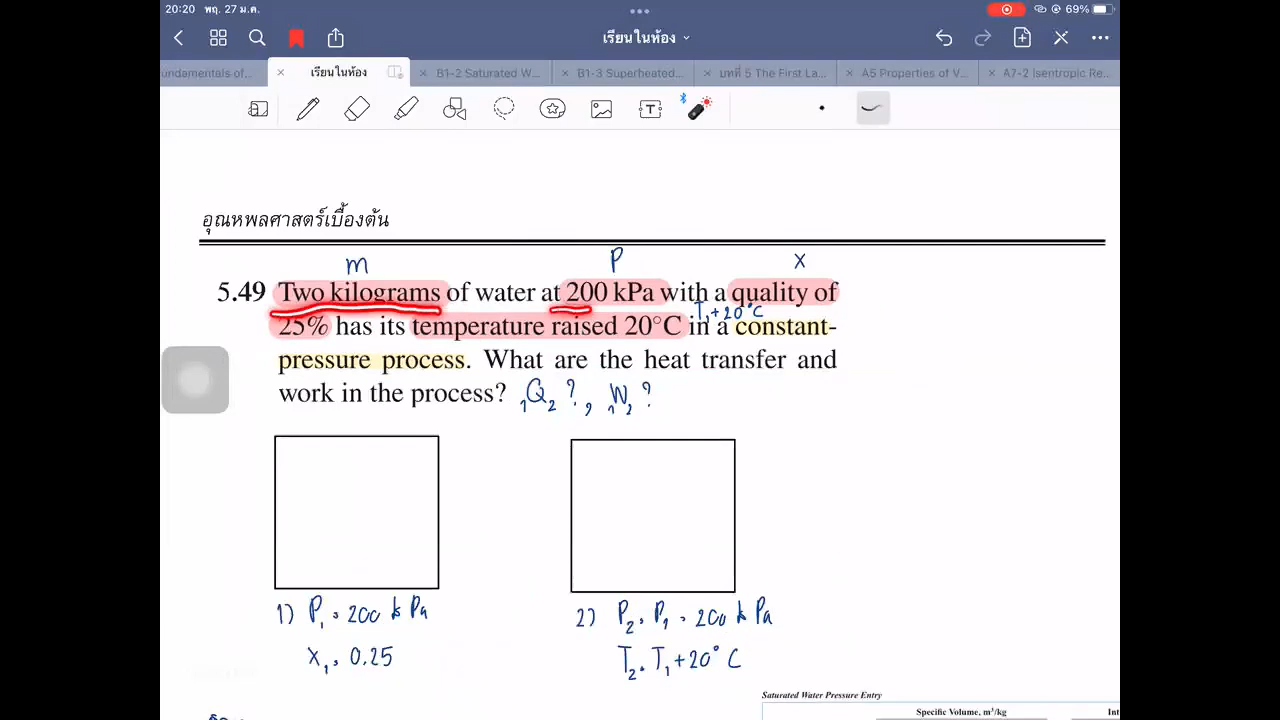 20:20 พฤ. 27 ม.ค.
69%
เรียนในห้อง
undamentals of...
เรียนในห้อง
B1-2 Saturated W...
B1-3 Superheated...
บทที่ 5 The First La...
A5 Properties of V...
A7-2 Isentropic Re...
อุณหพลศาสตร์เบื้องต้น
m P x
5.49 Two kilograms of water at 200 kPa with a quality of
T₁+20°C
25% has its temperature raised 20°C in a constant-
pressure process. What are the heat transfer and
work in the process? ₁Q₂ ?, ₁W₂ ?
1) P₁ = 200 kPa
x₁ = 0.25
2) P₂ = P₁ = 200 kPa
T₂ = T₁+20°C
Saturated Water Pressure Entry
Specific Volume, m³/kg
Int